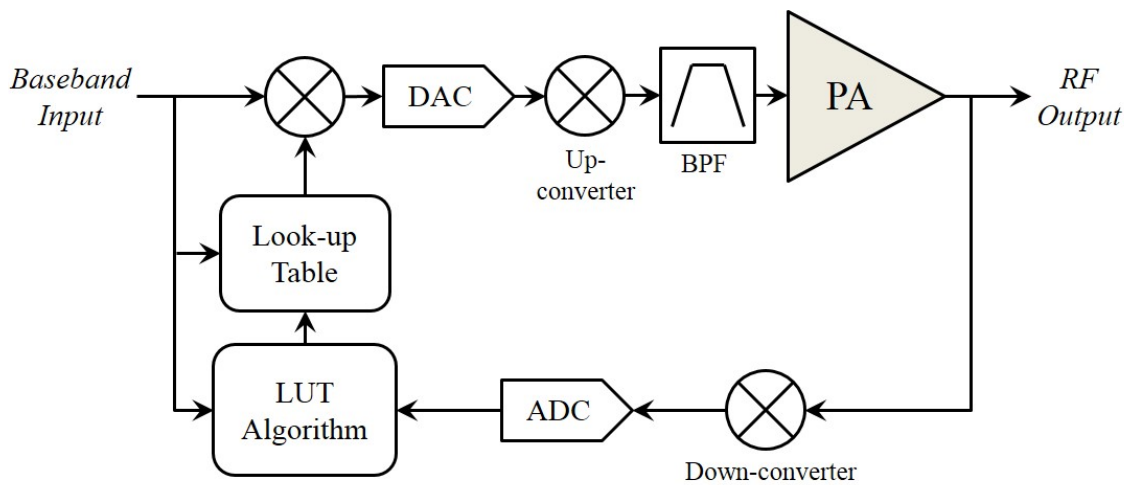 Baseband
Input
DAC
Up-
converter
BPF
PA
RF
Output
Look-up
Table
LUT
Algorithm
ADC
Down-converter